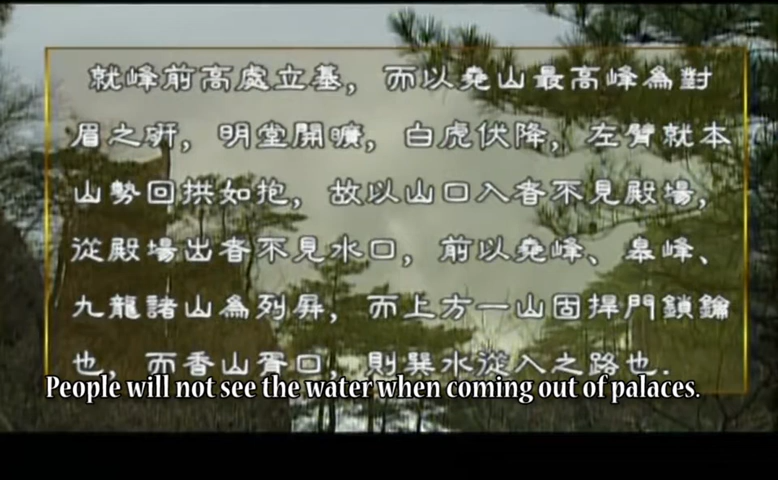 就峰前高處立基，而以堯山最高峰為對
眉之硏，明堂開曠，白虎伏降，左臂就本
山勢回拱如抱，故以山口入者不見殿場，
從殿場出者不見水口，前以堯峰、皋峰、
九龍諸山為列屏，而上方一山固捍門鎖鑰
也，而香山胥口，則巽水從入之路也.
People will not see the water when coming out of palaces.